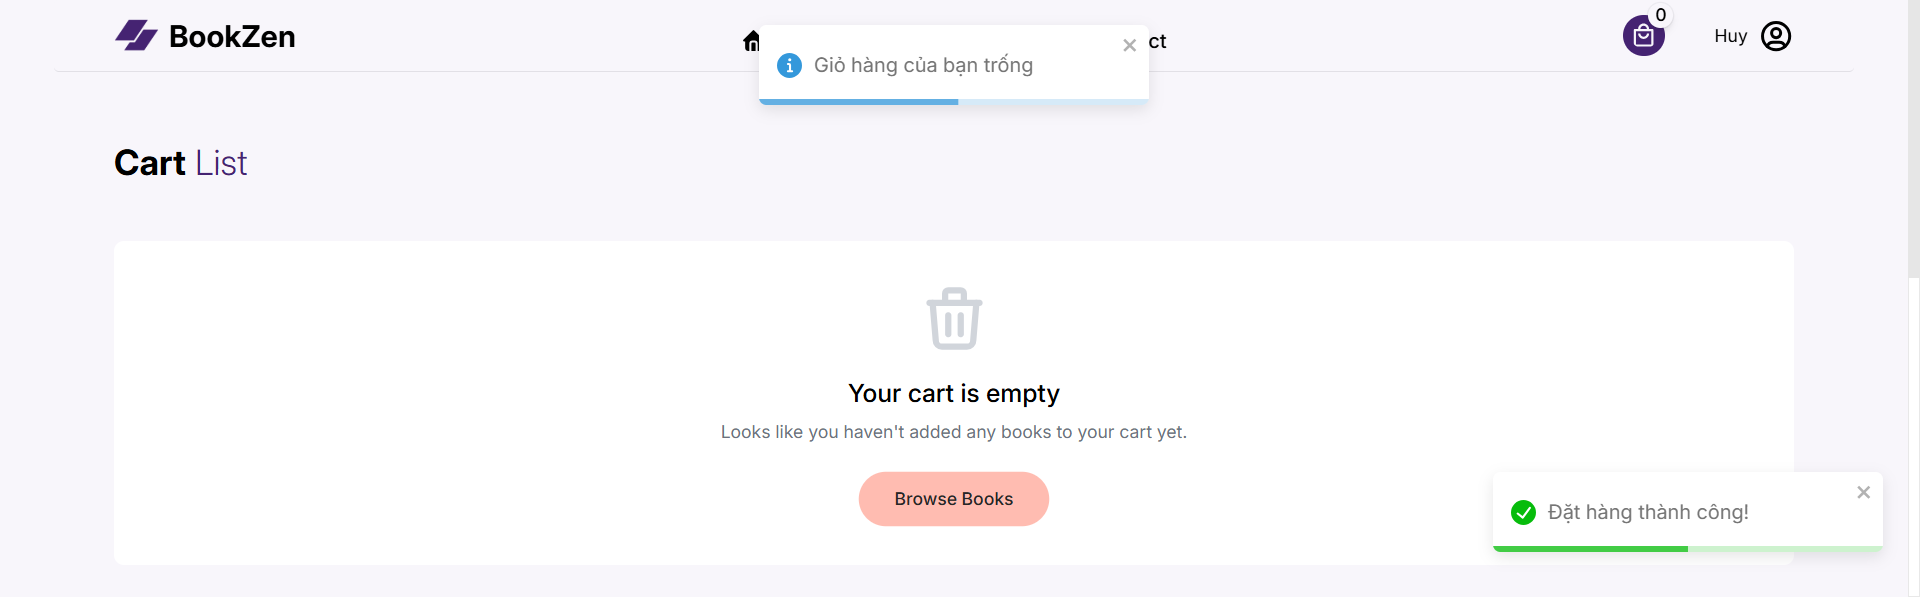 BookZen
ct
0
Huy
Giỏ hàng của bạn trống
Cart List
Your cart is empty
Looks like you haven't added any books to your cart yet.
Browse Books
Đặt hàng thành công!